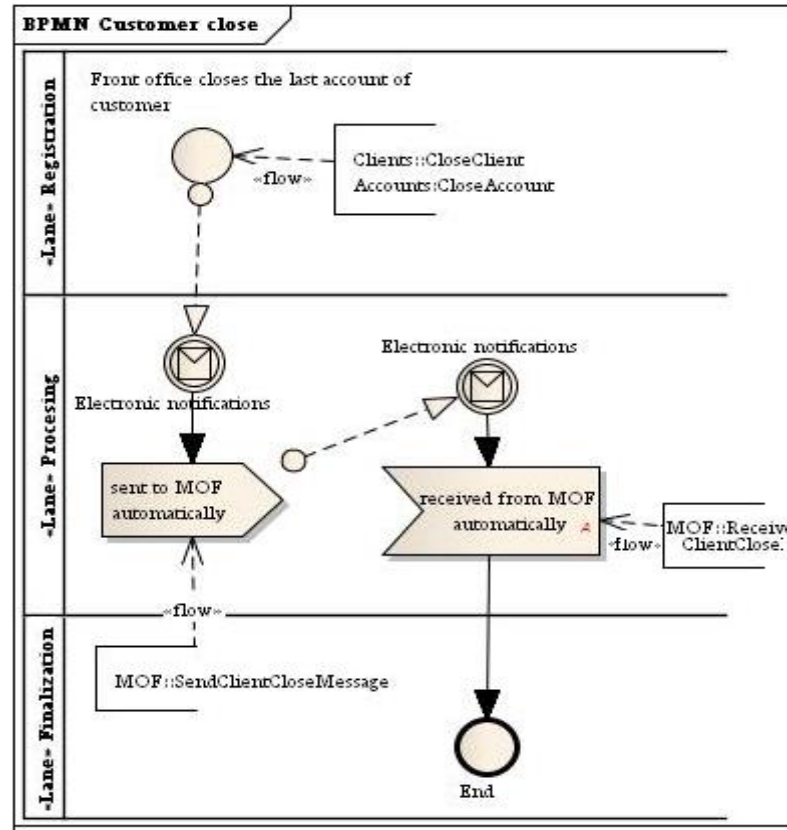 BPMN Customer close
«Lane» Registration
Front office closes the last account of
customer
Clients::CloseClient
Accounts::CloseAccount
«flow»
«Lane» Procesing
Electronic notifications
Electronic notifications
sent to MOF
automatically
received from MOF
automatically
A
MOF::Receive
ClientClose
«flow»
«flow»
«Lane» Finalization
MOF::SendClientCloseMessage
End